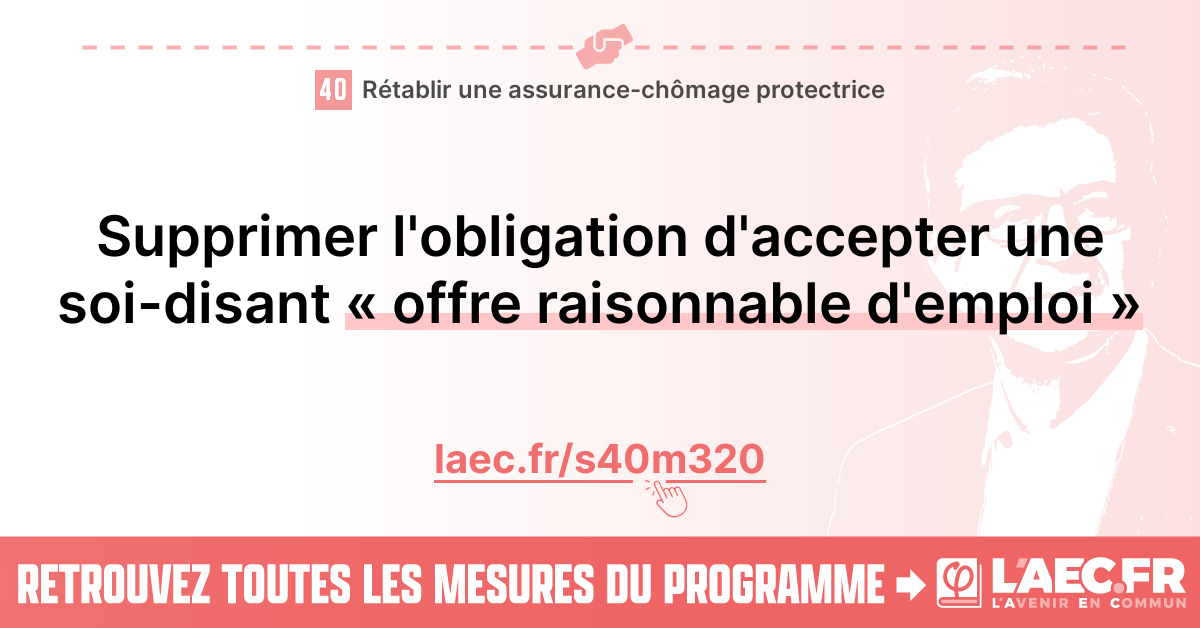 40 Rétablir une assurance-chômage protectrice
Supprimer l'obligation d'accepter une
soi-disant « offre raisonnable d'emploi »
laec.fr/s40m320
RETROUVEZ TOUTES LES MESURES DU PROGRAMME
L'AEC.FR
L'AVENIR EN COMMUN